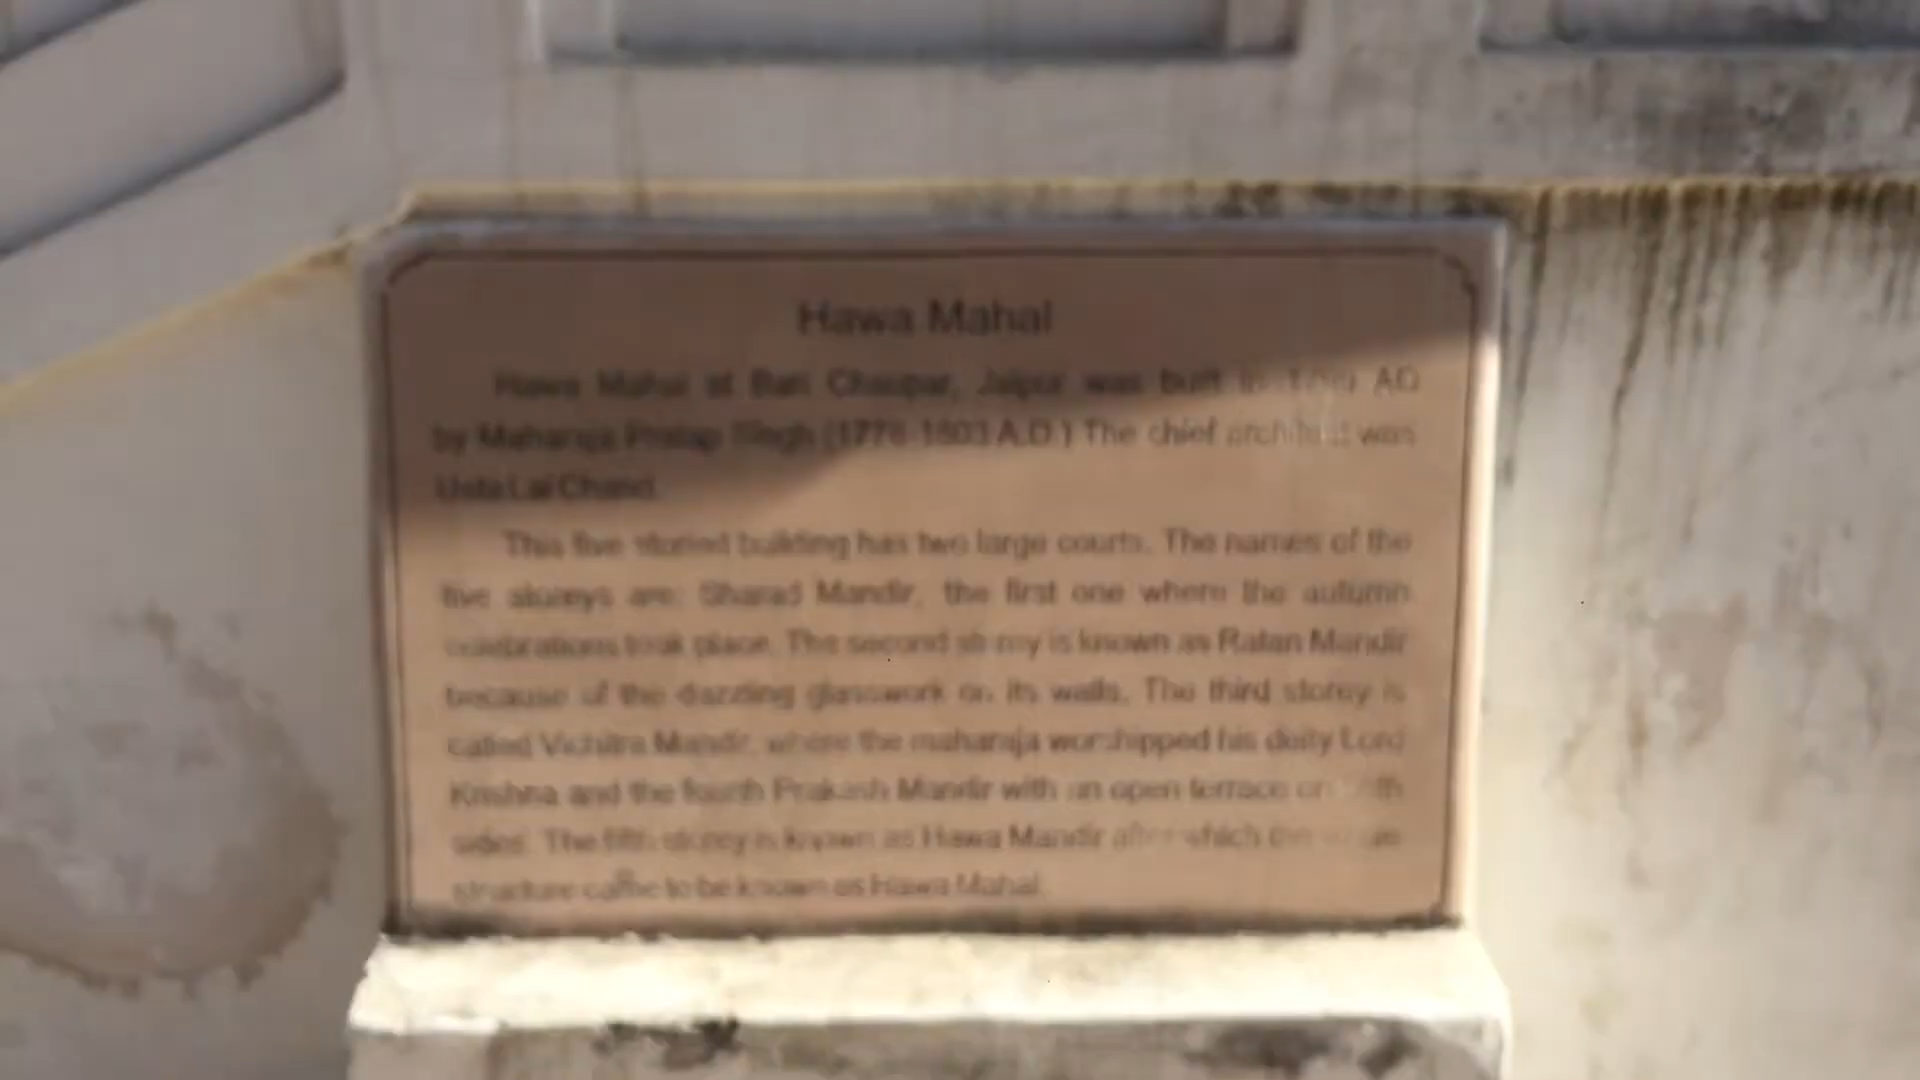 Hawa Mahal
Hawa Mahal at Bari Chaupar, Jaipur was built in AD
by Maharaja Pratap Singh (1778-1803 A.D.) The chief architect was
Usta Lal Chand.
This five storied building has two large courts. The names of the
five storeys are: Sharad Mandir, the first one where the autumn
celebrations took place. The second storey is known as Ratan Mandir
because of the dazzling glasswork on its walls. The third storey is
called Vichitra Mandir, where the maharaja worshipped his deity Lord
Krishna and the fourth Prakash Mandir with an open terrace on both
sides. The fifth storey is known as Hawa Mandir after which the
structure came to be known as Hawa Mahal.